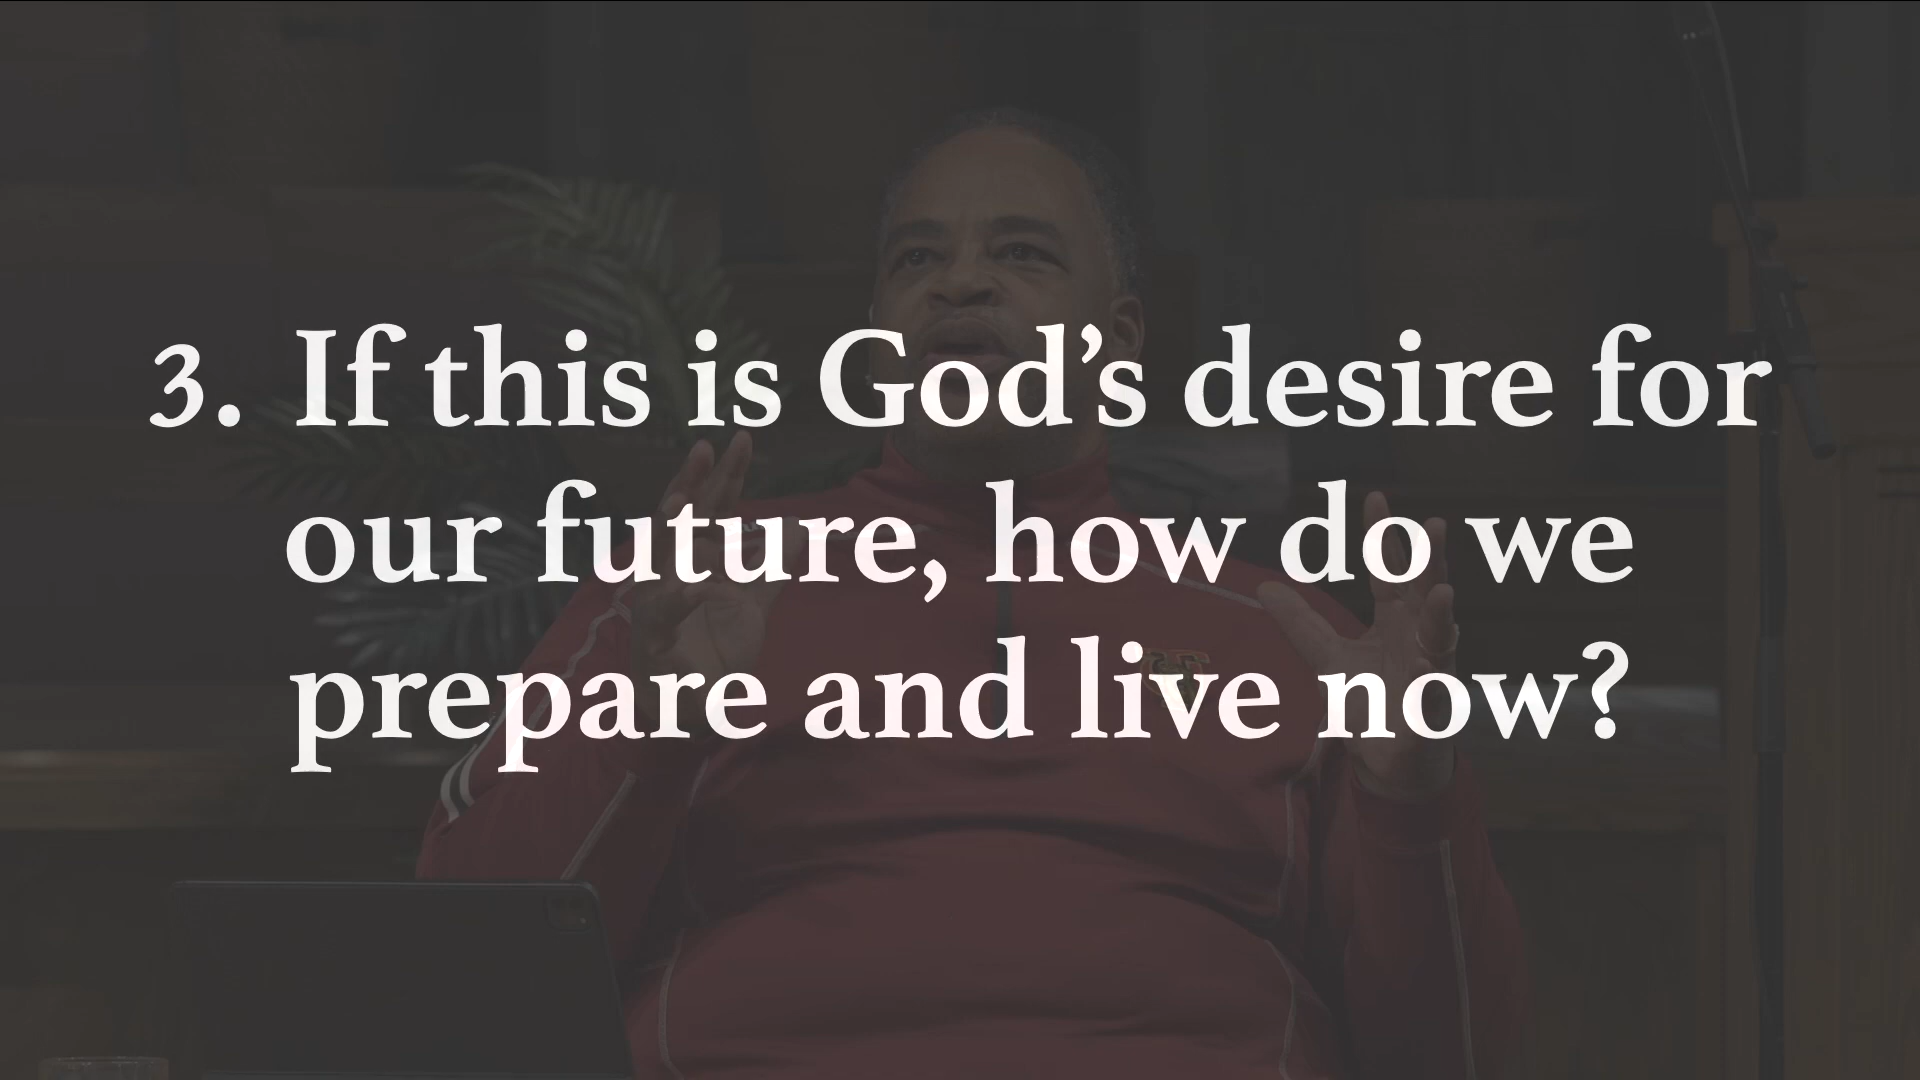 3. If this is God’s desire for
our future, how do we
prepare and live now?